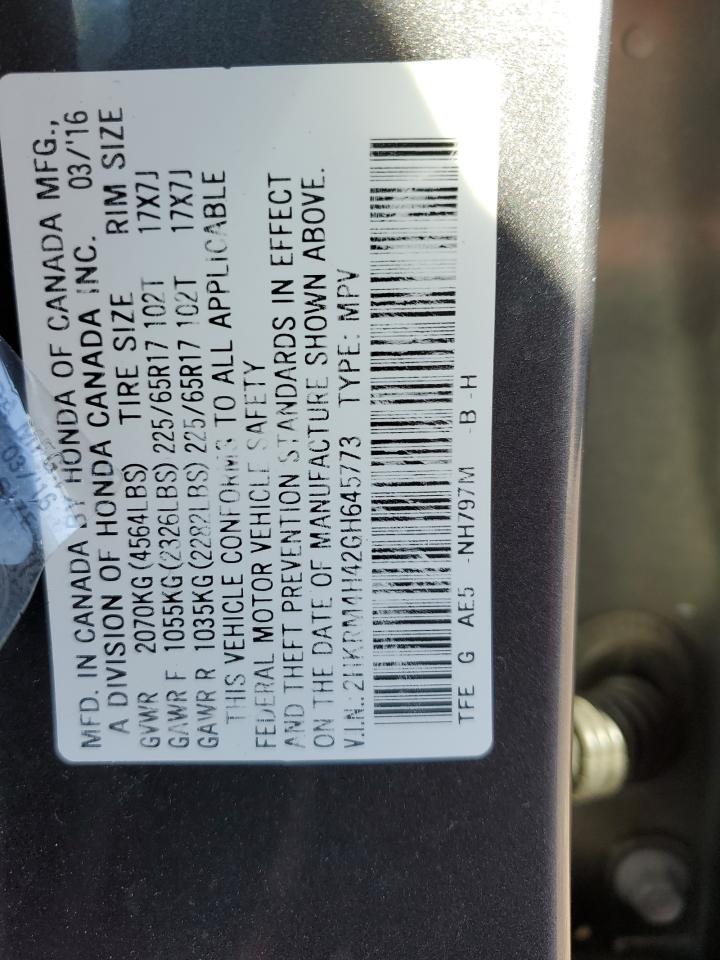 MFD. IN CANADA BY HONDA OF CANADA MFG.,
A DIVISION OF HONDA CANADA INC. 03/'16
TIRE SIZE RIM SIZE
GVWR 2070KG(4564LBS)
GAWR F 1055KG(2326LBS) 225/65R17 102T 17X7J
GAWR R 1035KG(2282LBS) 225/65R17 102T 17X7J
THIS VEHICLE CONFORMS TO ALL APPLICABLE
FEDERAL MOTOR VEHICLE SAFETY
AND THEFT PREVENTION STANDARDS IN EFFECT
ON THE DATE OF MANUFACTURE SHOWN ABOVE.
V.I.N.: 2HKRM4H42GH645773 TYPE: MPV
TFE G AE5 -NH797M -B -H